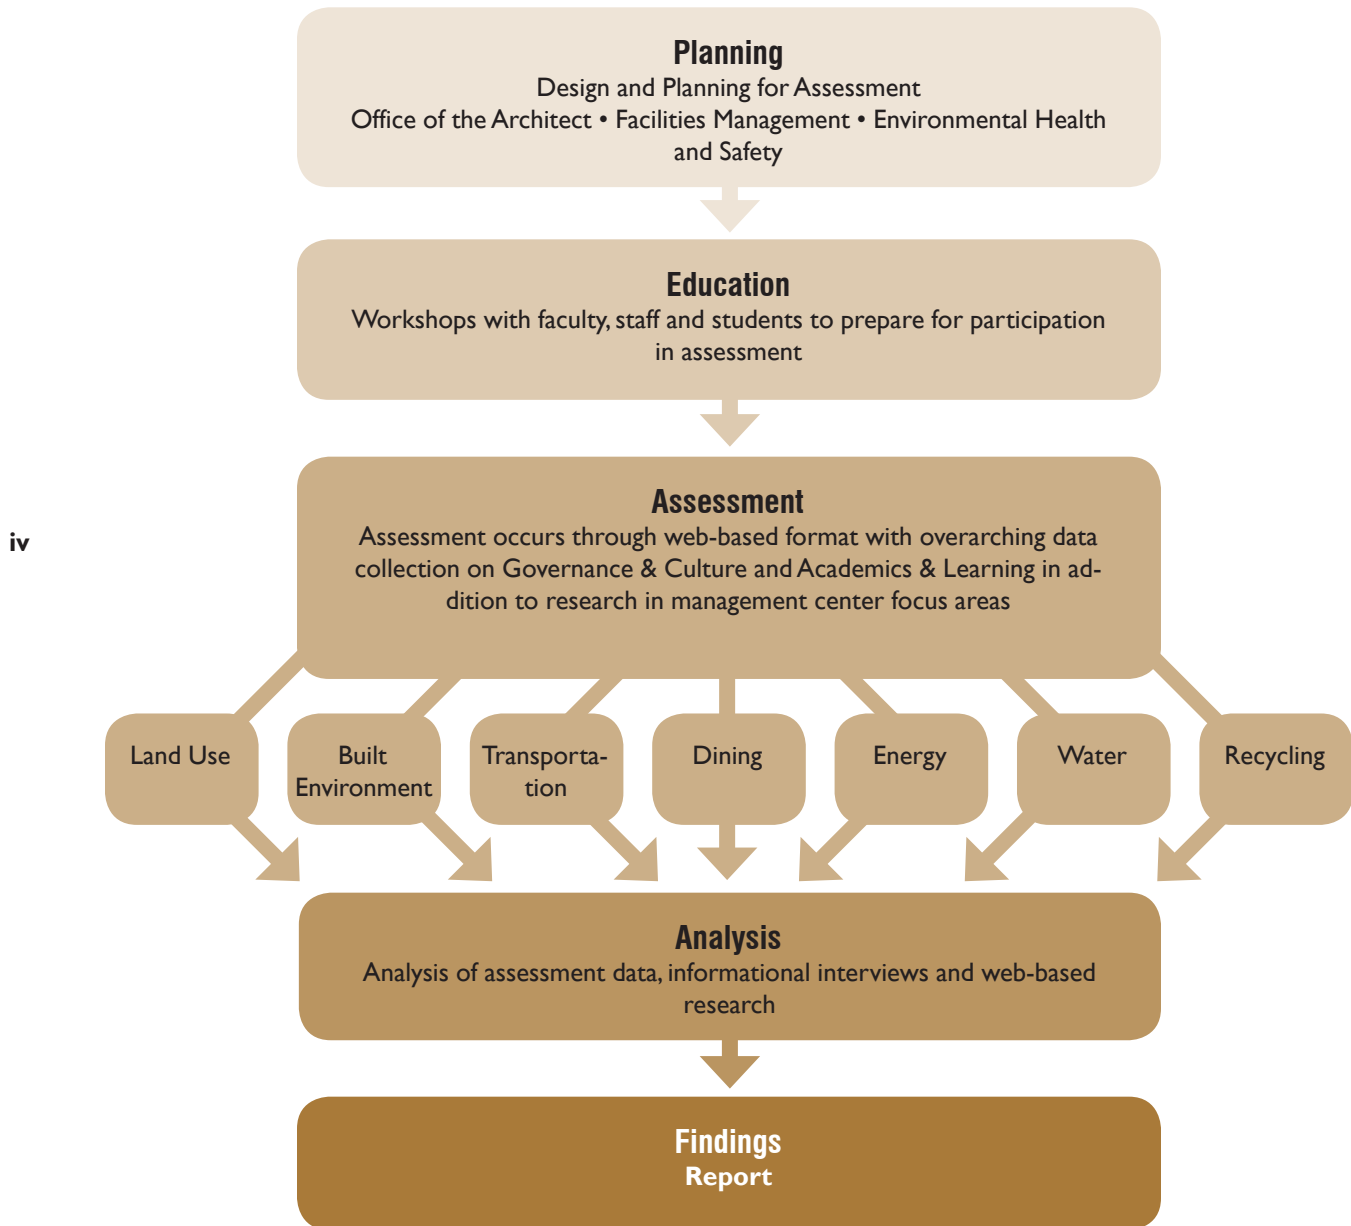 Planning
Design and Planning for Assessment
Office of the Architect • Facilities Management • Environmental Health
and Safety
Education
Workshops with faculty, staff and students to prepare for participation
in assessment
Assessment
Assessment occurs through web-based format with overarching data
collection on Governance & Culture and Academics & Learning in ad-
dition to research in management center focus areas
iv
Land Use
Built
Environment
Transporta-
tion
Dining
Energy
Water
Recycling
Analysis
Analysis of assessment data, informational interviews and web-based
research
Findings
Report